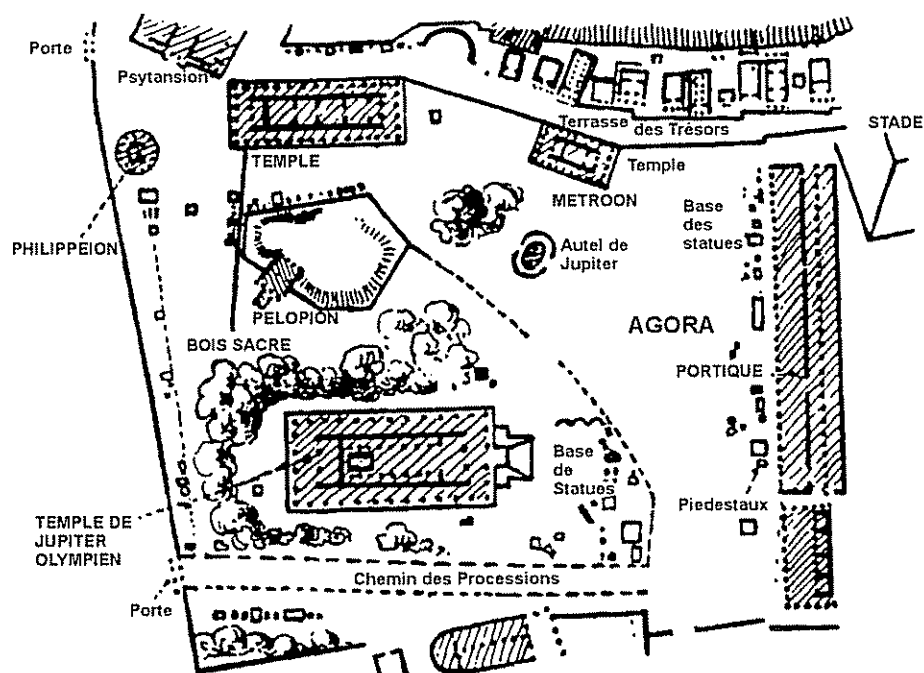 Porte
Psytansion
Terrasse
des Trésors
STADE
TEMPLE
Temple
METROON
PHILIPPEION
Base
des
statues
Autel de
Jupiter
PELOPION
AGORA
BOIS SACRE
PORTIQUE
Base
de
Statues
Piedestaux
TEMPLE DE
JUPITER
OLYMPIEN
Chemin des Processions
Porte